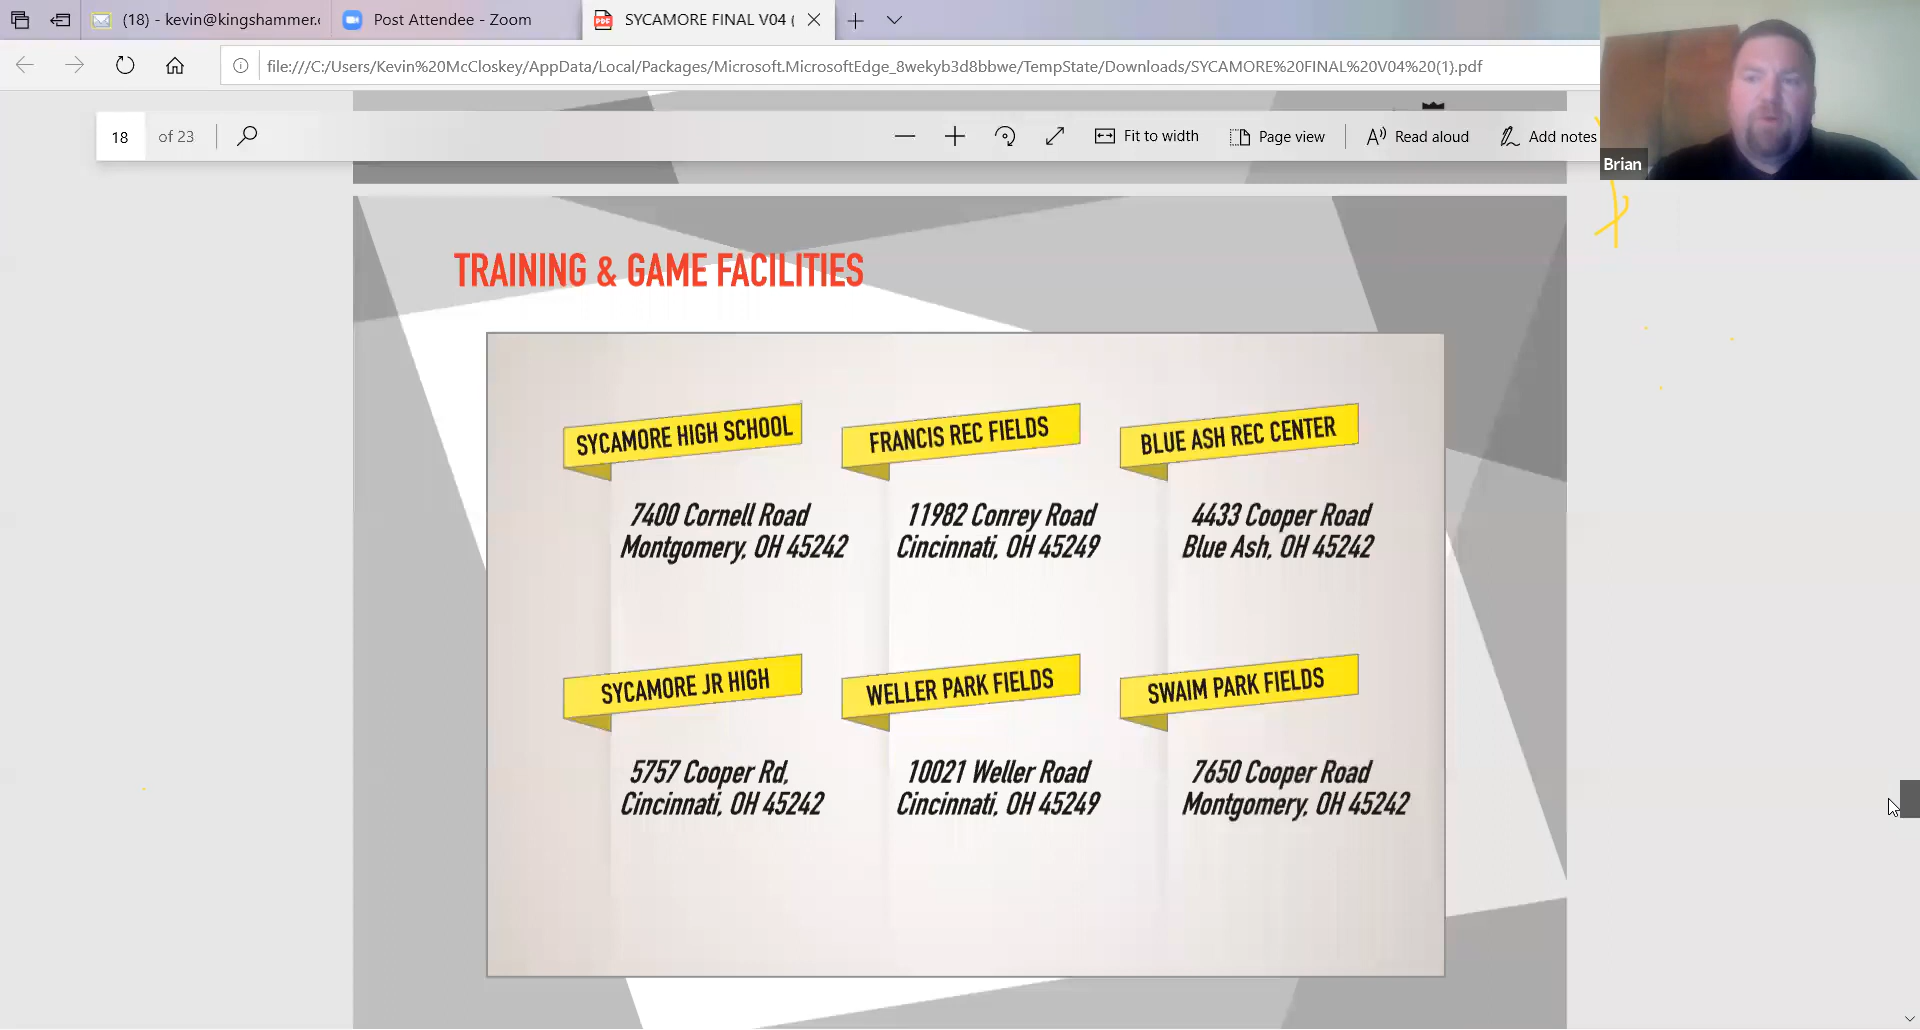 (18) - kevin@kingshammer.c
Post Attendee - Zoom
SYCAMORE FINAL V04 (
file:///C:/Users/Kevin%20McCloskey/AppData/Local/Packages/Microsoft.MicrosoftEdge_8wekyb3d8bbwe/TempState/Downloads/SYCAMORE%20FINAL%20V04%20(1).pdf
18 of 23
Fit to width
Page view
Read aloud
Add notes
Brian
TRAINING & GAME FACILITIES
SYCAMORE HIGH SCHOOL
7400 Cornell Road
Montgomery, OH 45242
FRANCIS REC FIELDS
11982 Conrey Road
Cincinnati, OH 45249
BLUE ASH REC CENTER
4433 Cooper Road
Blue Ash, OH 45242
SYCAMORE JR HIGH
5757 Cooper Rd,
Cincinnati, OH 45242
WELLER PARK FIELDS
10021 Weller Road
Cincinnati, OH 45249
SWAIM PARK FIELDS
7650 Cooper Road
Montgomery, OH 45242